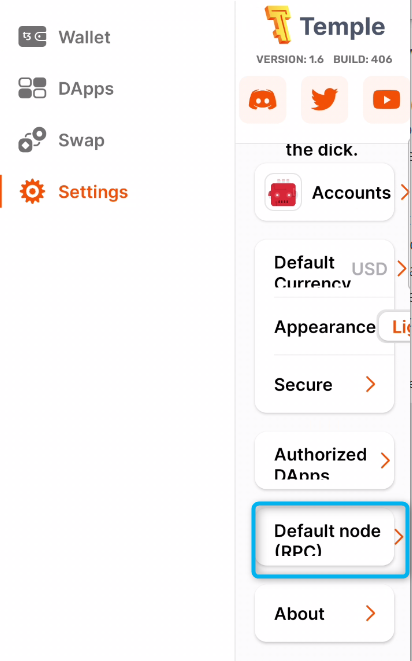 Wallet
DApps
Swap
Settings
Temple
VERSION: 1.6 BUILD: 406
the dick.
Accounts
Default
Currency
USD
Appearance
Lig
Secure
Authorized
DApps
Default node
(RPC)
About